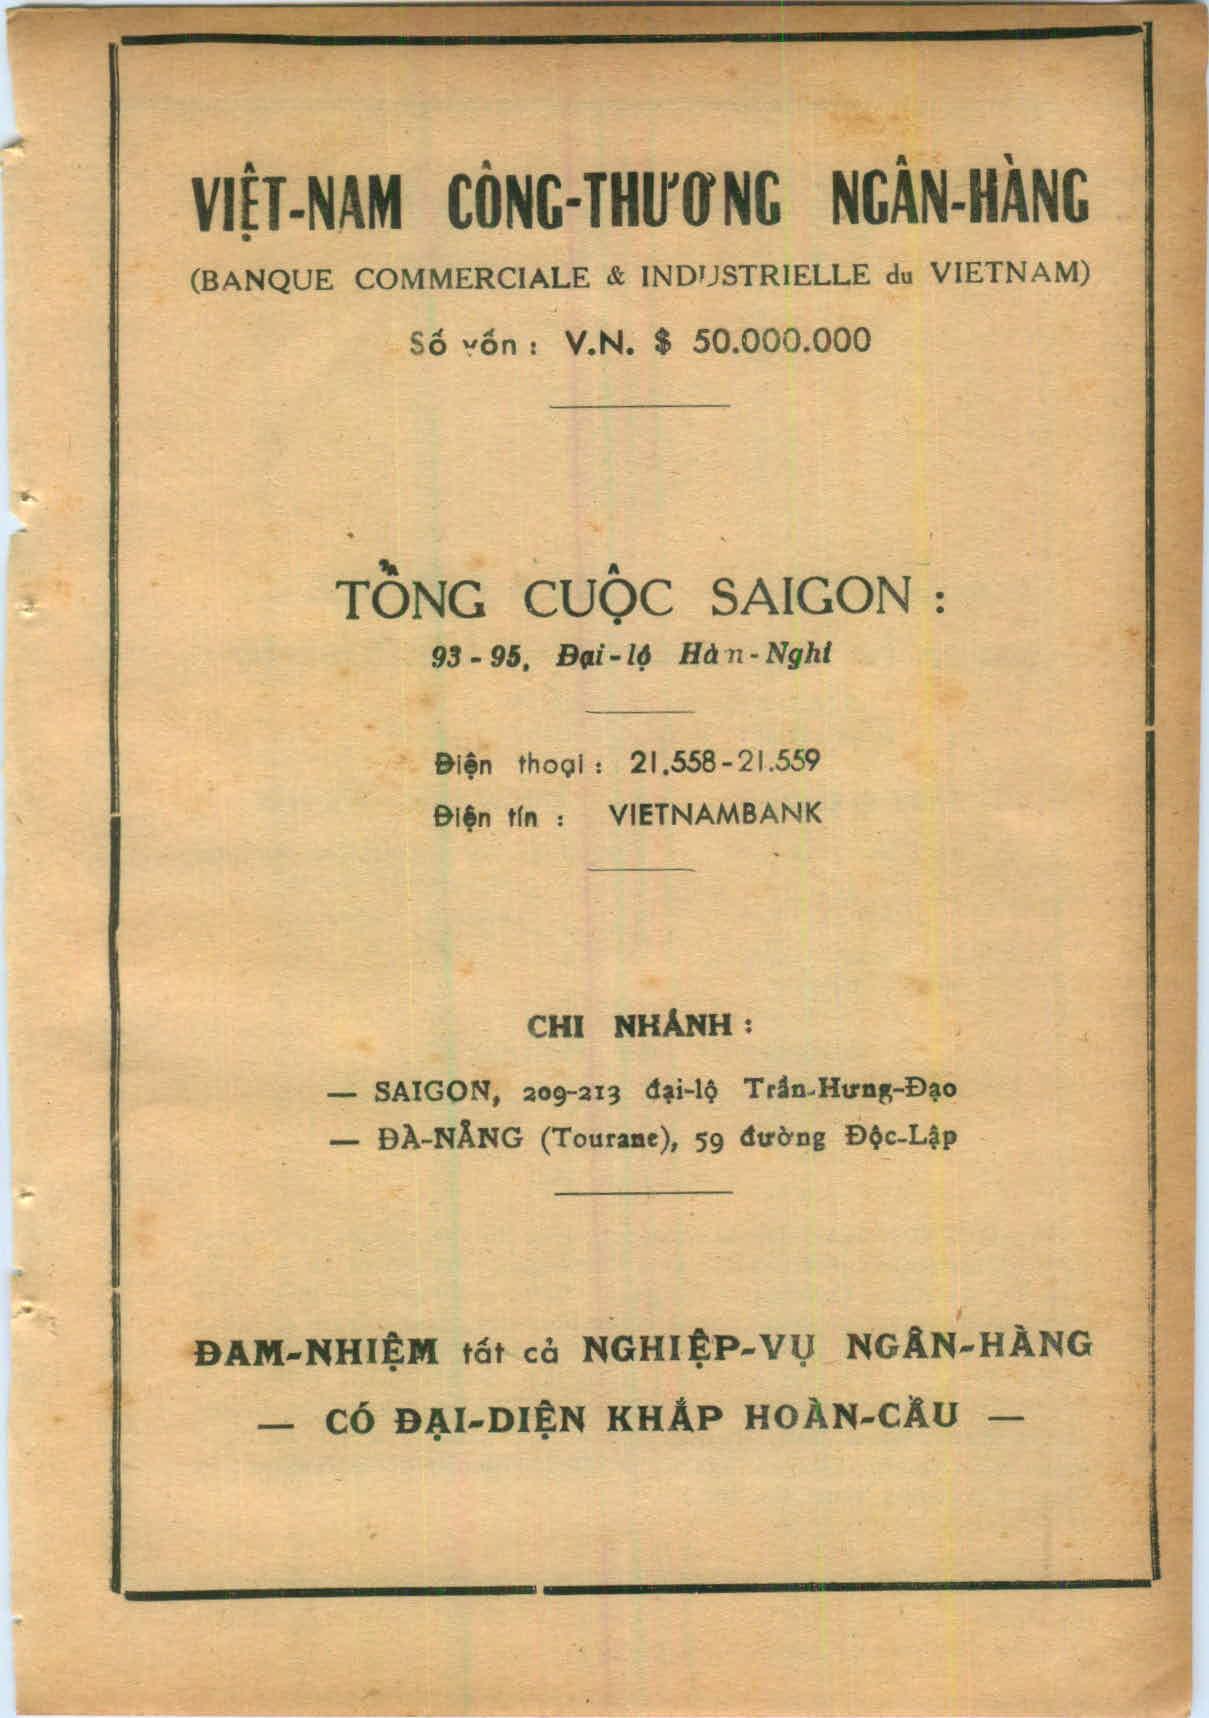 VIỆT-NAM CÔNG-THƯƠNG NGÂN-HÀNG
(BANQUE COMMERCIALE & INDUSTRIELLE du VIETNAM)
Số vốn : V.N. $ 50.000.000
TỔNG CUỘC SAIGON :
93 - 95, Đại-lộ Hàn-Nghi
Điện thoại : 21.558-21.559
Điện tín : VIETNAMBANK
CHI NHÁNH :
— SAIGON, 209-213 đại-lộ Trần-Hưng-Đạo
— ĐÀ-NẴNG (Tourane), 59 đường Độc-Lập
ĐAM-NHIỆM tất cả NGHIỆP-VỤ NGÂN-HÀNG
— CÓ ĐẠI-DIỆN KHẮP HOÀN-CẦU —